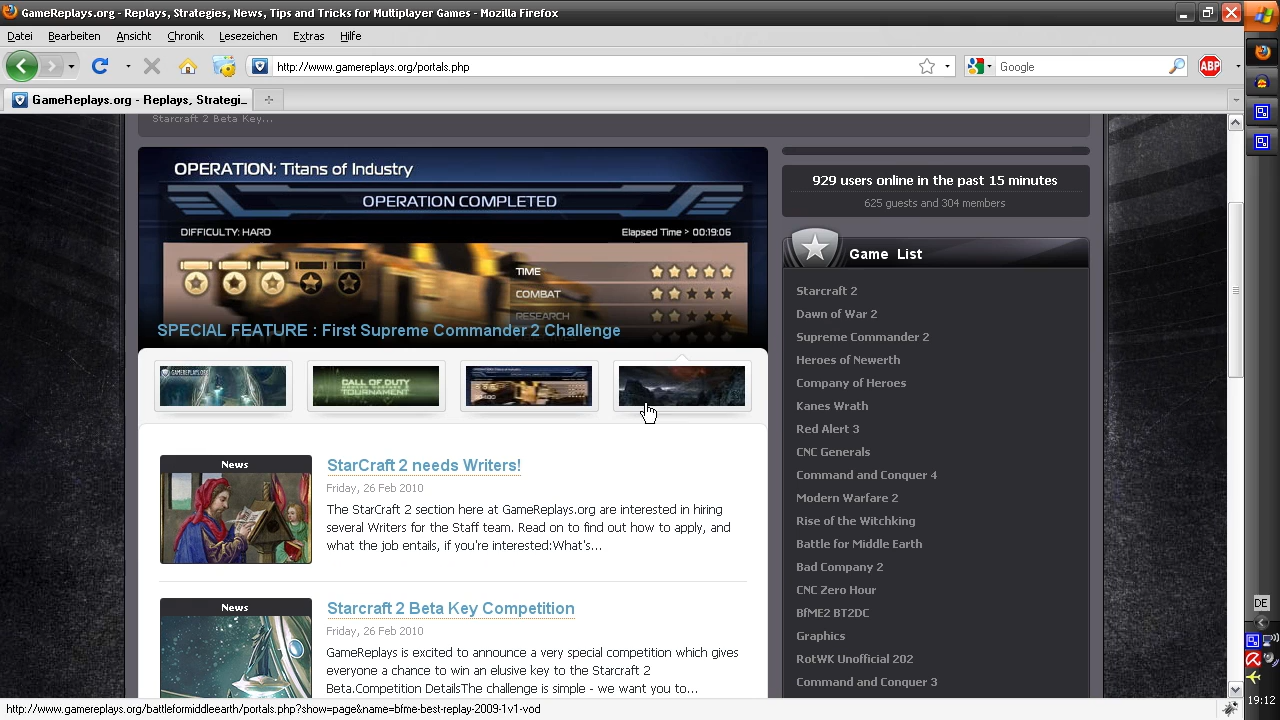 GameReplays.org - Replays, Strategies, News, Tips and Tricks for Multiplayer Games - Mozilla Firefox
Datei Bearbeiten Ansicht Chronik Lesezeichen Extras Hilfe
http://www.gamereplays.org/portals.php
Google
ABP
GameReplays.org - Replays, Strategi...
Starcraft 2 Beta Key...
OPERATION: Titans of Industry
OPERATION COMPLETED
DIFFICULTY: HARD
Elapsed Time > 00:19:06
TIME
COMBAT
RESEARCH
SPECIAL FEATURE : First Supreme Commander 2 Challenge
GAMEREPLAYS.ORG
CALL OF DUTY
TOURNAMENT
News
StarCraft 2 needs Writers!
Friday, 26 Feb 2010
The StarCraft 2 section here at GameReplays.org are interested in hiring
several Writers for the Staff team. Read on to find out how to apply, and
what the job entails, if you're interested:What's...
News
Starcraft 2 Beta Key Competition
Friday, 26 Feb 2010
GameReplays is excited to announce a very special competition which gives
everyone a chance to win an elusive key to the Starcraft 2
Beta.Competition DetailsThe challenge is simple - we want you to...
929 users online in the past 15 minutes
625 guests and 304 members
Game List
Starcraft 2
Dawn of War 2
Supreme Commander 2
Heroes of Newerth
Company of Heroes
Kanes Wrath
Red Alert 3
CNC Generals
Command and Conquer 4
Modern Warfare 2
Rise of the Witchking
Battle for Middle Earth
Bad Company 2
CNC Zero Hour
BfME2 BT2DC
Graphics
RotWK Unofficial 202
Command and Conquer 3
DE
19:12
http://www.gamereplays.org/battleformiddleearth/portals.php?show=page&name=bfme-best-replay-2009-1v1-vote